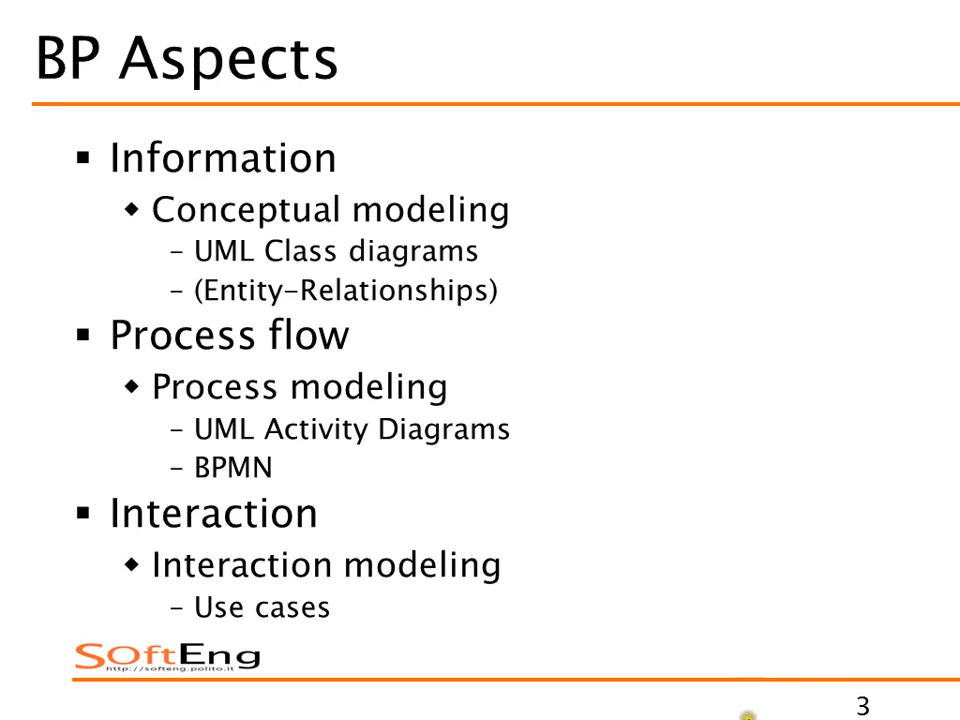 BP Aspects
▪ Information
◆ Conceptual modeling
– UML Class diagrams
– (Entity-Relationships)
▪ Process flow
◆ Process modeling
– UML Activity Diagrams
– BPMN
▪ Interaction
◆ Interaction modeling
– Use cases
SOftEng
http://softeng.polito.it
3